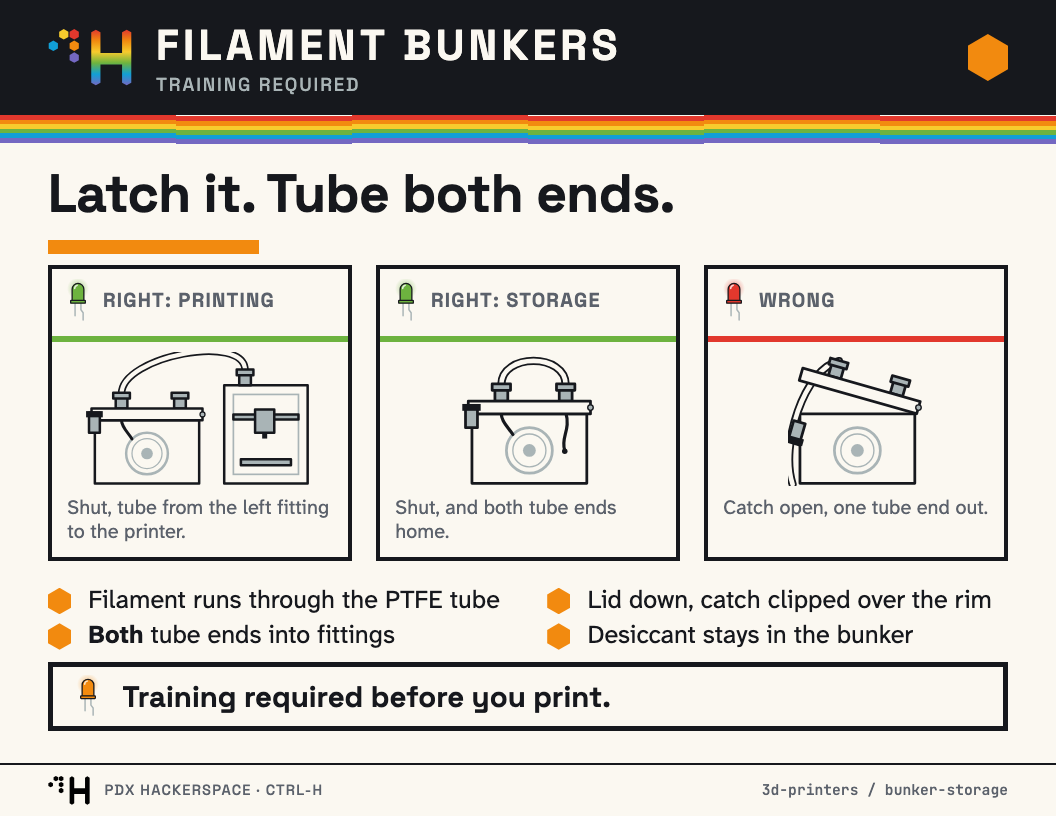 H FILAMENT BUNKERS
TRAINING REQUIRED
Latch it. Tube both ends.
RIGHT: PRINTING
Shut, tube from the left fitting
to the printer.
RIGHT: STORAGE
Shut, and both tube ends
home.
WRONG
Catch open, one tube end out.
Filament runs through the PTFE tube
Both tube ends into fittings
Lid down, catch clipped over the rim
Desiccant stays in the bunker
Training required before you print.
H PDX HACKERSPACE · CTRL-H
3d-printers / bunker-storage